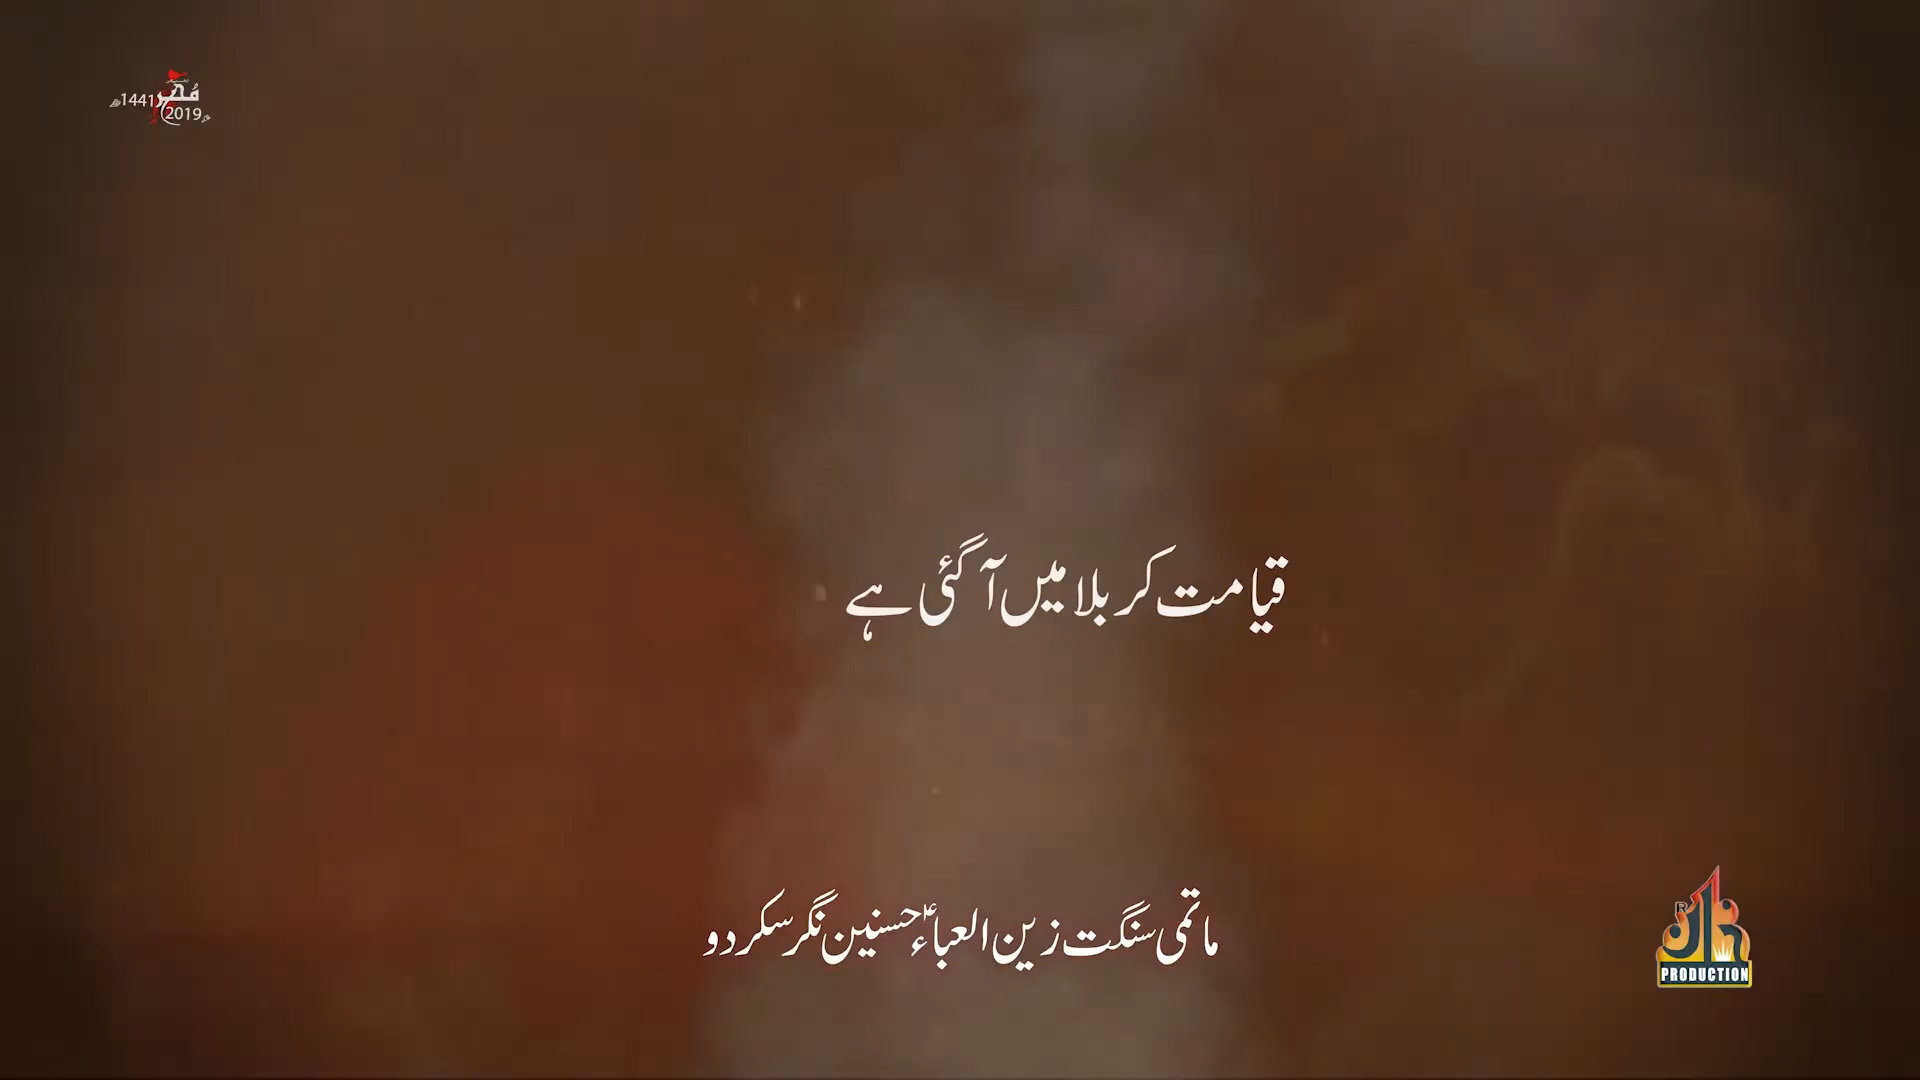 محرم
1441ھ
2019ء
قیامت کربلا میں آ گئی ہے
ماتمی سنگت زین العباءؑ حسنین نگر سکردو
R
PRODUCTION